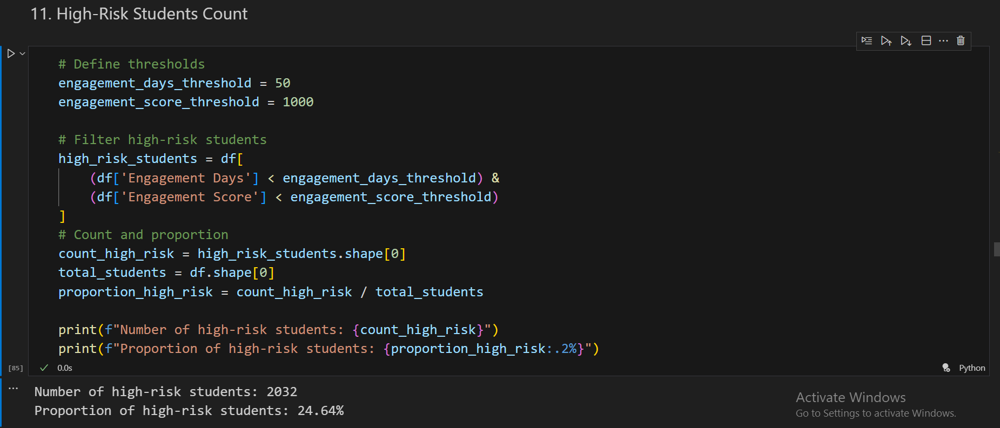 11. High-Risk Students Count
# Define thresholds
engagement_days_threshold = 50
engagement_score_threshold = 1000
# Filter high-risk students
high_risk_students = df[
    (df['Engagement Days'] < engagement_days_threshold) &
    (df['Engagement Score'] < engagement_score_threshold)
]
# Count and proportion
count_high_risk = high_risk_students.shape[0]
total_students = df.shape[0]
proportion_high_risk = count_high_risk / total_students
print(f"Number of high-risk students: {count_high_risk}")
print(f"Proportion of high-risk students: {proportion_high_risk:.2%}")
[85] 0.0s Python
Number of high-risk students: 2032
Proportion of high-risk students: 24.64%
Activate Windows
Go to Settings to activate Windows.